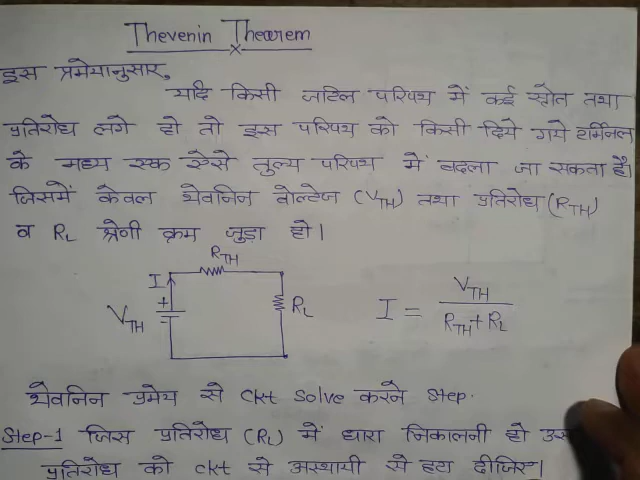 Thevenin Thearem
इस प्रमेयानुसार,
यदि किसी जटिल परिपथ में कई स्रोत तथा
प्रतिरोध लगे हो तो इस परिपथ को किसी दिये गये टर्मिनल
के मध्य एक ऐसे तुल्य परिपथ में बदला जा सकता है।
जिसमें केवल थेवनिन वोल्टेज (VTH) तथा प्रतिरोध (RTH)
व RL श्रेणी क्रम जुड़ा हो।
RTH
I
+
-
VTH
RL
I = VTH / RTH+RL
थेवनिन प्रमेय से ckt solve करने step.
Step-1 जिस प्रतिरोध (RL) में धारा निकालनी हो उस
प्रतिरोध को ckt से अस्थायी से हटा दीजिए।